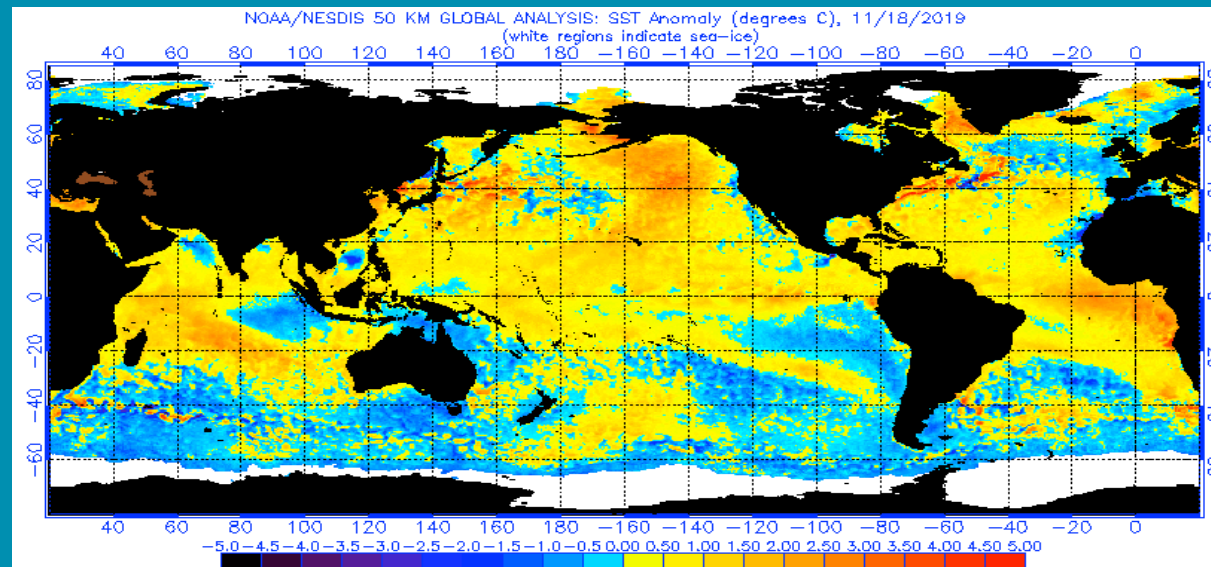 NOAA/NESDIS 50 KM GLOBAL ANALYSIS: SST Anomaly (degrees C), 11/18/2019
(white regions indicate sea-ice)
40 60 80 100 120 140 160 180 -160 -140 -120 -100 -80 -60 -40 -20 0
80
60
40
20
0
-20
-40
-60
40 60 80 100 120 140 160 180 -160 -140 -120 -100 -80 -60 -40 -20 0
-5.0 -4.5 -4.0 -3.5 -3.0 -2.5 -2.0 -1.5 -1.0 -0.5 0.00 0.50 1.00 1.50 2.00 2.50 3.00 3.50 4.00 4.50 5.00